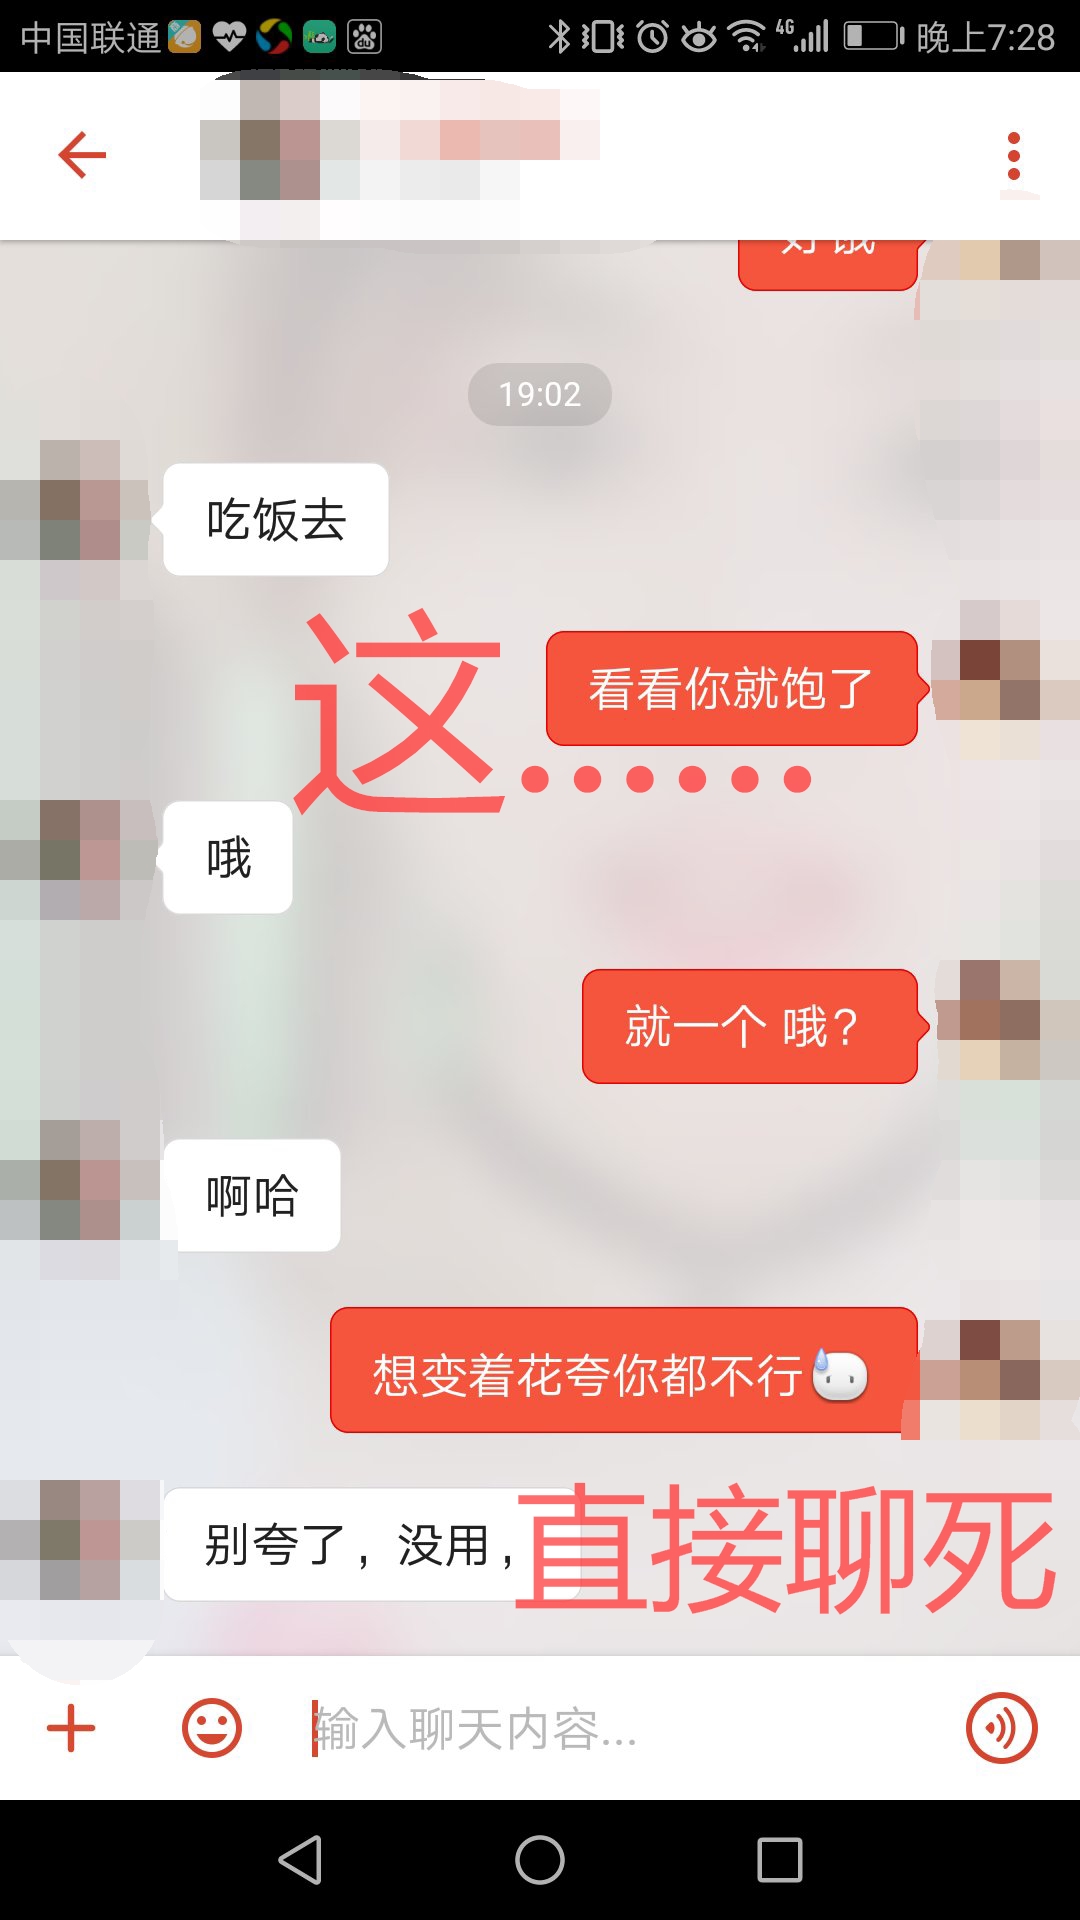 中国联通 4G 晚上7:28
好饿
19:02
吃饭去
看看你就饱了
这……
哦
就一个 哦?
啊哈
想变着花夸你都不行
别夸了，没用，
直接聊死
输入聊天内容...